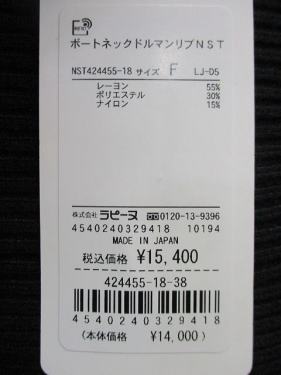 ボートネックドルマンリブNST
NST424455-18 サイズ F LJ-D5
レーヨン 55%
ポリエステル 30%
ナイロン 15%
株式会社 ラピーヌ 0120-13-9396
4540240329418 10194
MADE IN JAPAN
税込価格 ¥15,400
424455-18-38
4540240329418
(本体価格 ¥14,000)